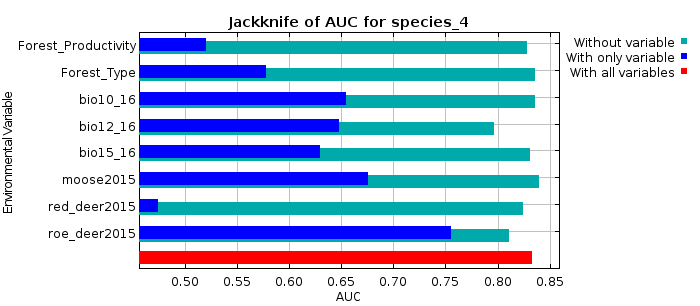 Jackknife of AUC for species_4
Environmental Variable
Forest_Productivity
Forest_Type
bio10_16
bio12_16
bio15_16
moose2015
red_deer2015
roe_deer2015
0.50 0.55 0.60 0.65 0.70 0.75 0.80 0.85
AUC
Without variable
With only variable
With all variables